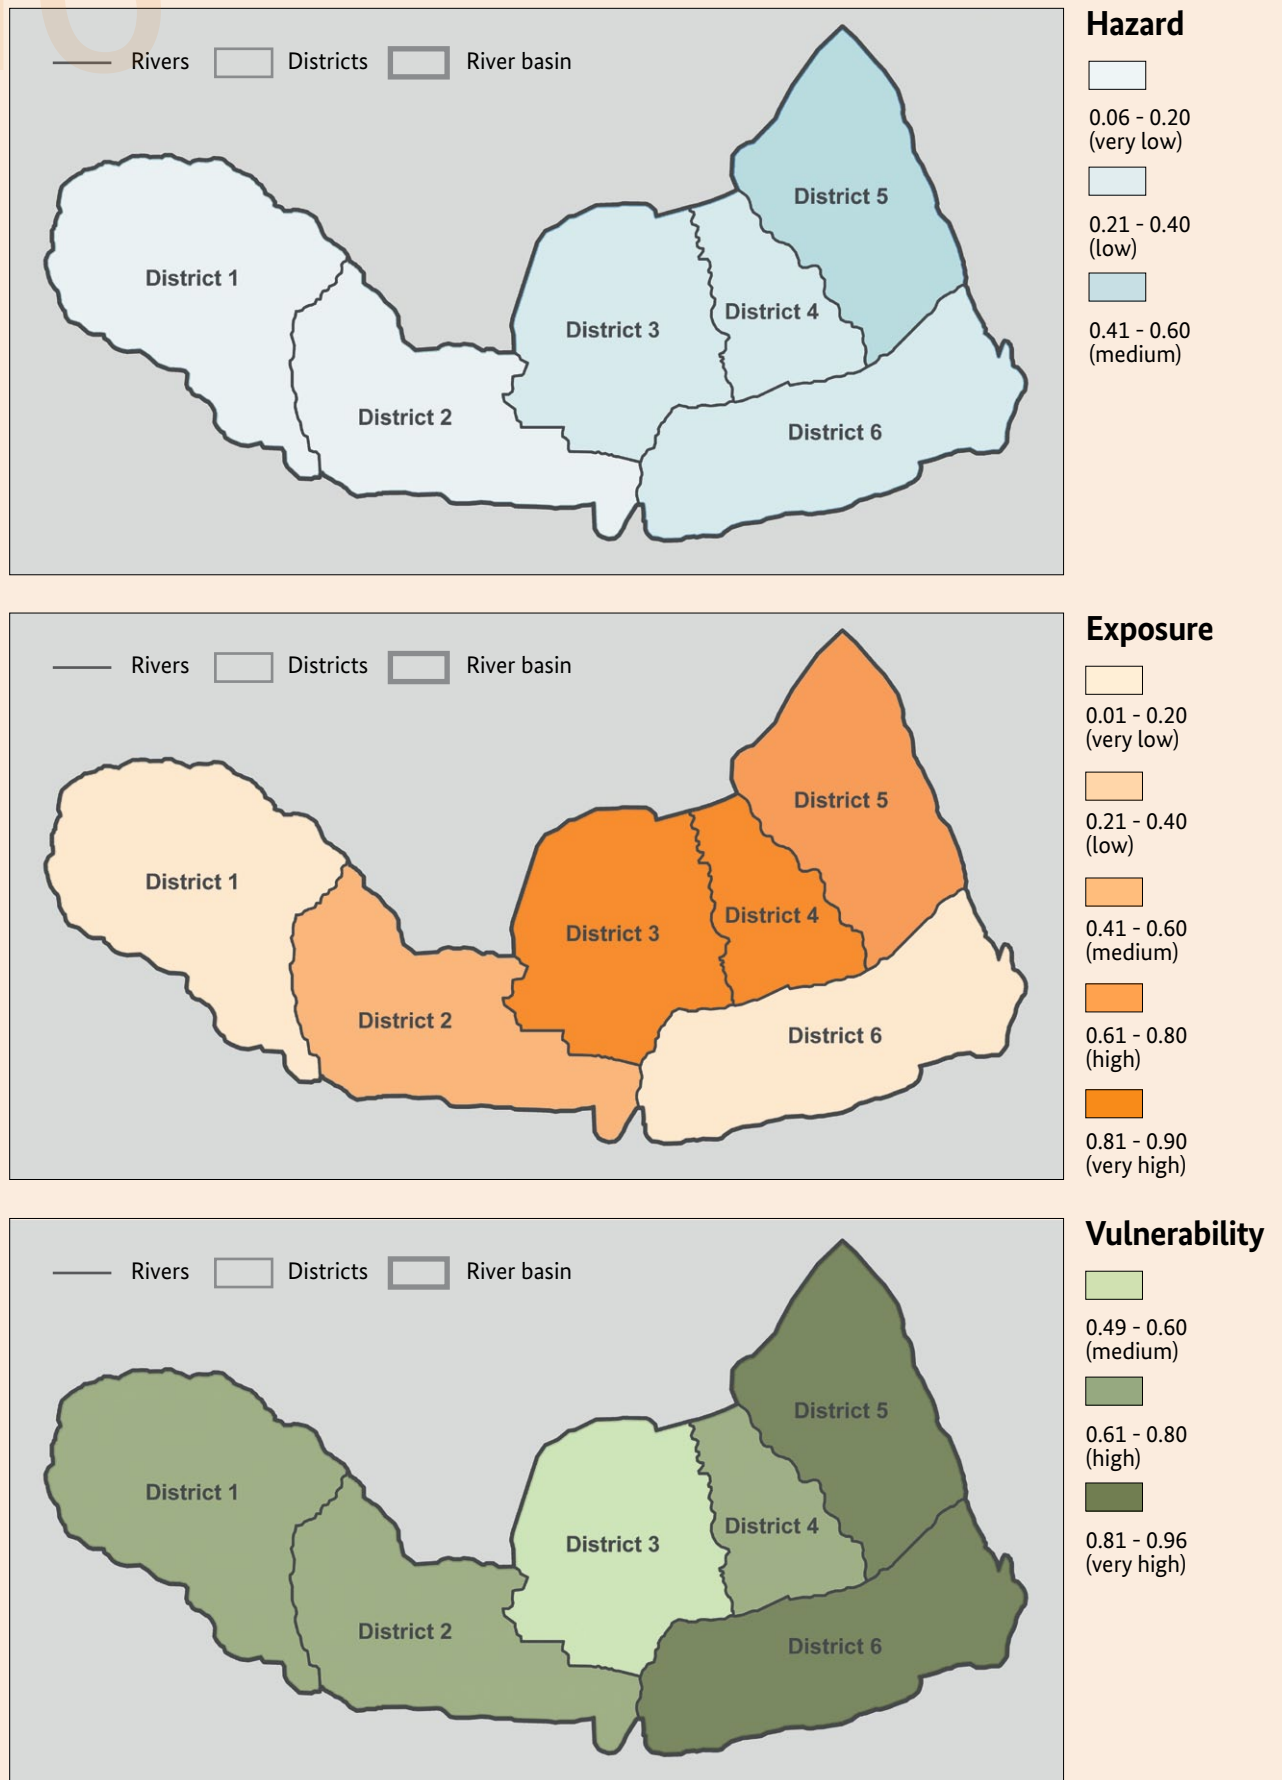 Rivers Districts River basin
District 5
District 1
District 4
District 3
District 2
District 6
Hazard
0.06 - 0.20
(very low)
0.21 - 0.40
(low)
0.41 - 0.60
(medium)
Rivers Districts River basin
District 5
District 1
District 4
District 3
District 2
District 6
Exposure
0.01 - 0.20
(very low)
0.21 - 0.40
(low)
0.41 - 0.60
(medium)
0.61 - 0.80
(high)
0.81 - 0.90
(very high)
Rivers Districts River basin
District 5
District 1
District 4
District 3
District 2
District 6
Vulnerability
0.49 - 0.60
(medium)
0.61 - 0.80
(high)
0.81 - 0.96
(very high)